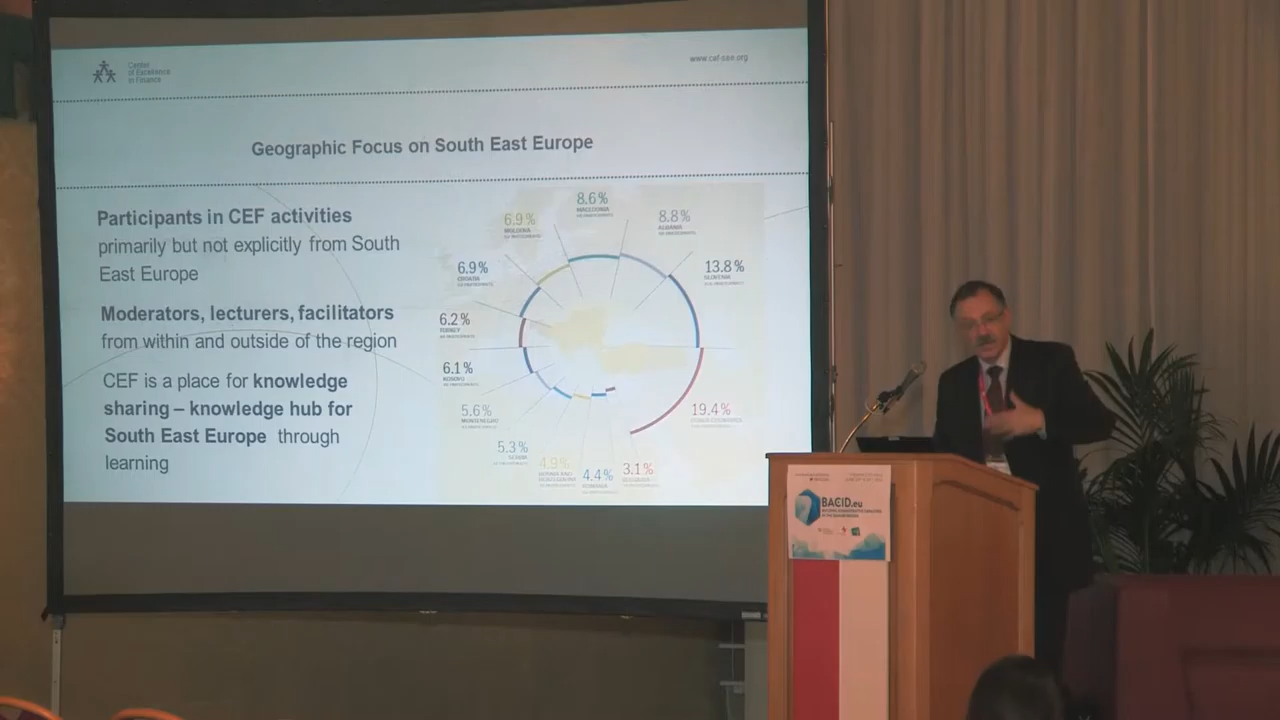 Center
of Excellence
in Finance
www.cef-see.org
Geographic Focus on South East Europe
Participants in CEF activities
primarily but not explicitly from South
East Europe
Moderators, lecturers, facilitators
from within and outside of the region
CEF is a place for knowledge
sharing – knowledge hub for
South East Europe through
learning
8.6%
MACEDONIA
6.9%
MOLDOVA
8.8%
ALBANIA
6.9%
CROATIA
13.8%
SLOVENIA
6.2%
TURKEY
6.1%
KOSOVO
5.6%
MONTENEGRO
19.4%
OTHER COUNTRIES
5.3%
SERBIA
4.9%
BOSNIA AND
HERZEGOVINA
4.4%
ROMANIA
3.1%
BULGARIA
BACID.eu